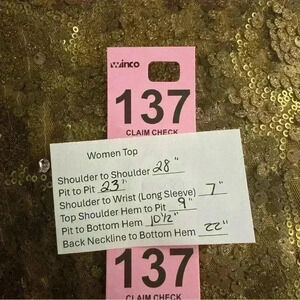 winco
137
CLAIM CHECK
Women Top
Shoulder to Shoulder 28"
Pit to Pit 23"
Shoulder to Wrist (Long Sleeve) 7"
Top Shoulder Hem to Pit 9"
Pit to Bottom Hem 10½"
Back Neckline to Bottom Hem 22"
137